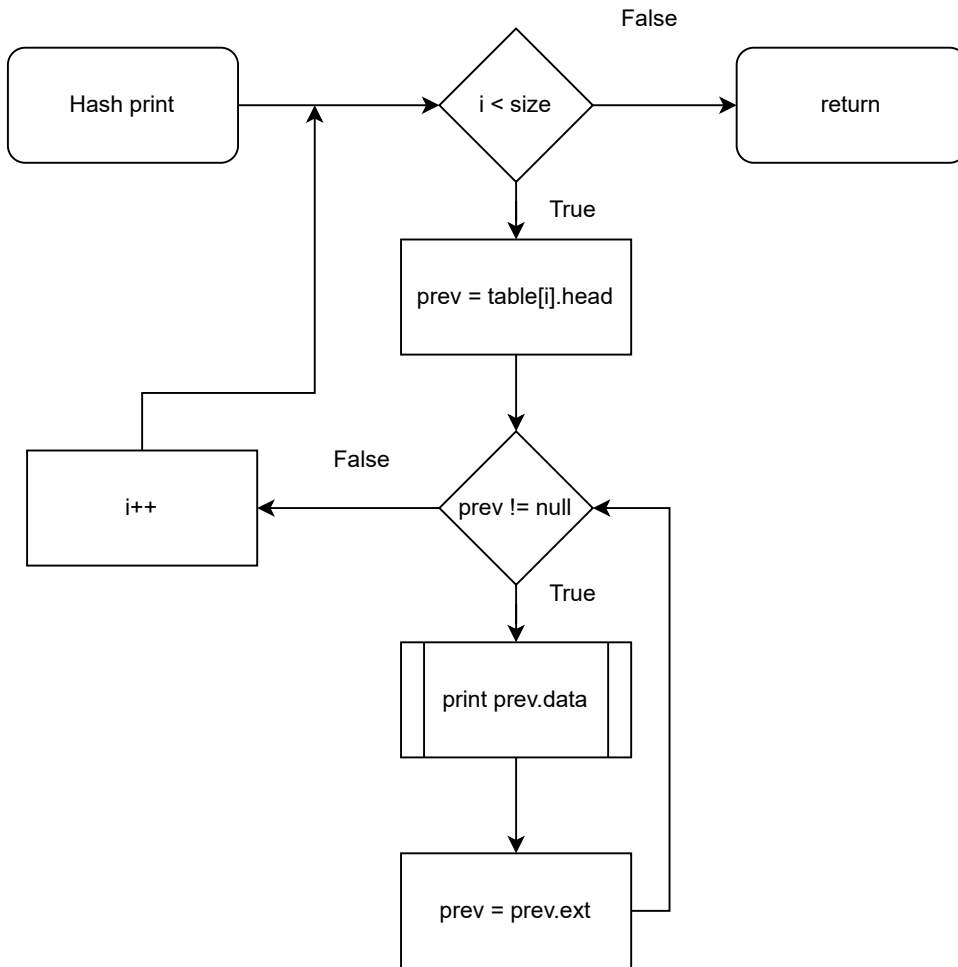 False
Hash print
i < size
return
True
prev = table[i].head
False
i++
prev != null
True
print prev.data
prev = prev.ext